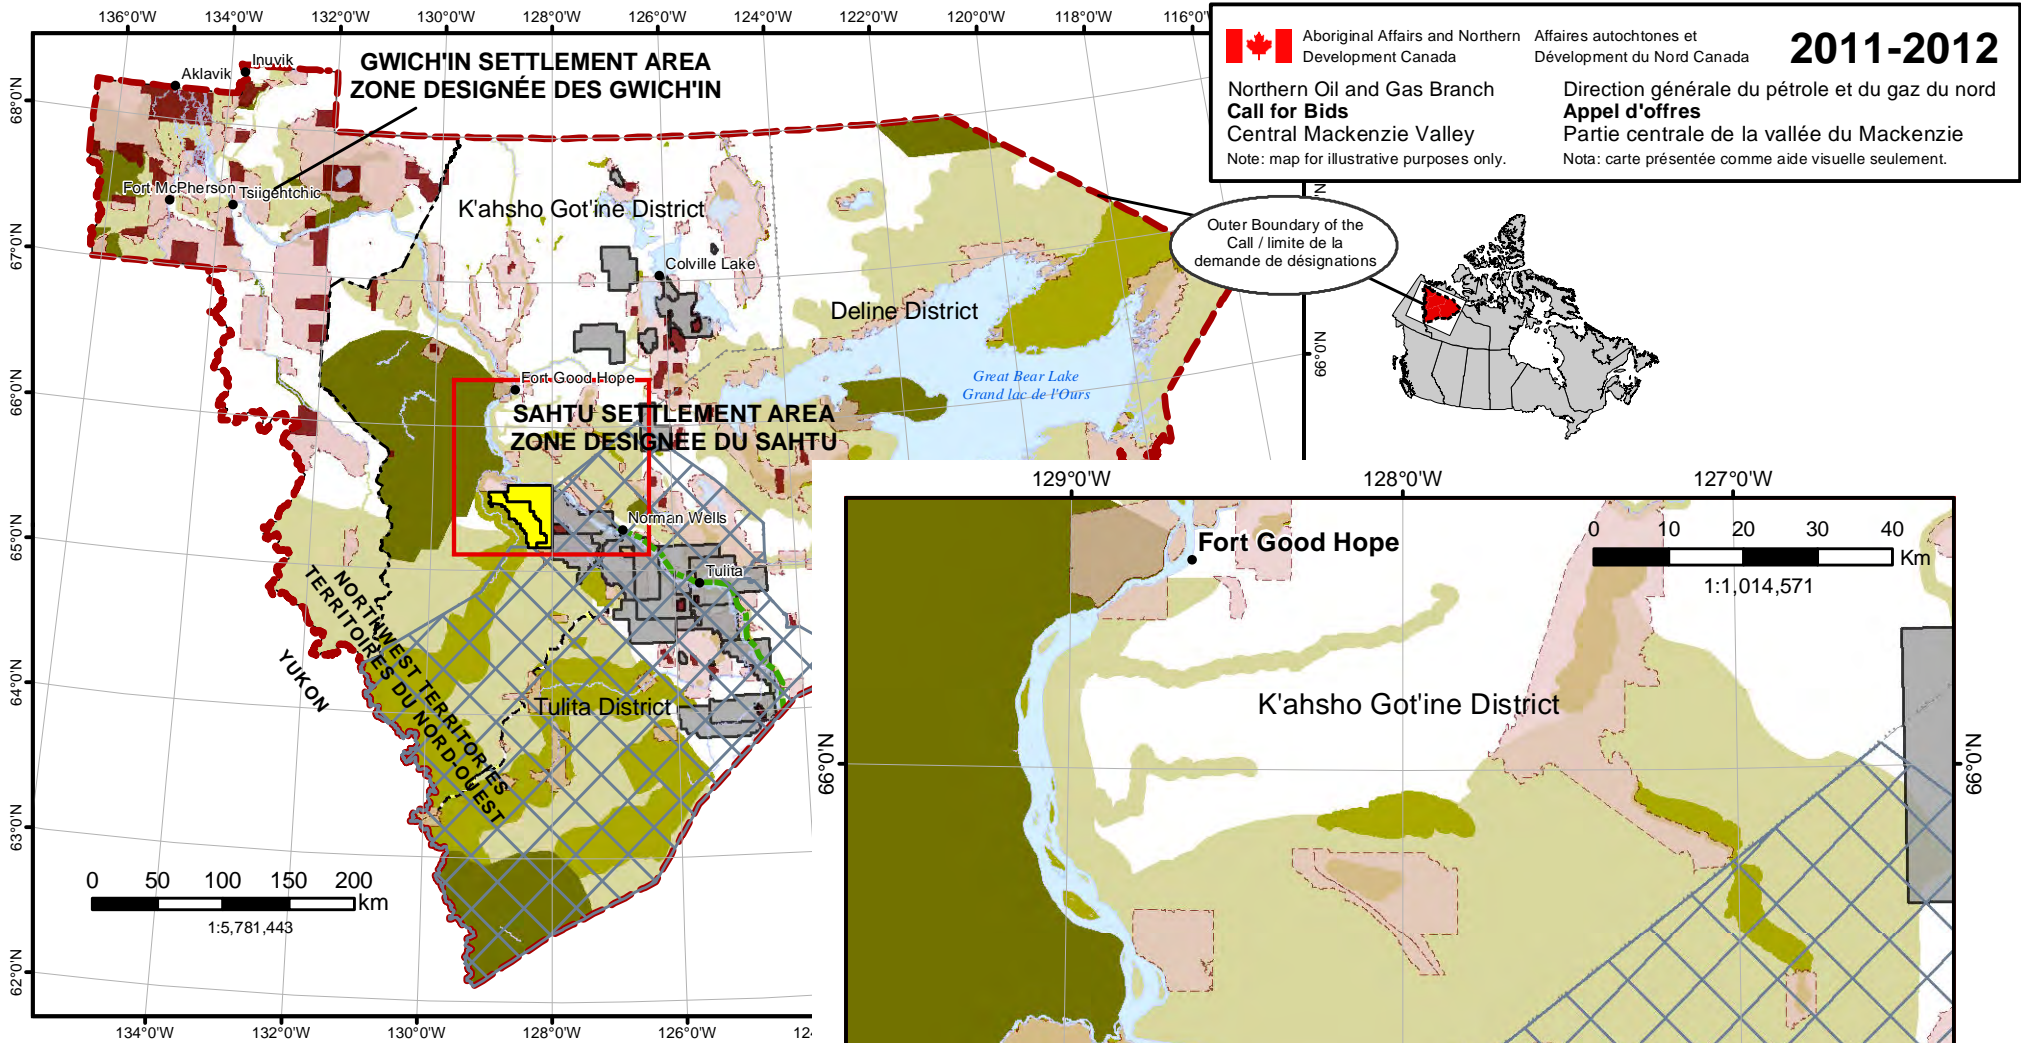 136°0'W
134°0'W
132°0'W
130°0'W
128°0'W
126°0'W
124°0'W
122°0'W
120°0'W
118°0'W
116°0'W
Aboriginal Affairs and Northern
Development Canada
Affaires autochtones et
Dévelopment du Nord Canada
2011-2012
Northern Oil and Gas Branch
Call for Bids
Central Mackenzie Valley
Note: map for illustrative purposes only.
Direction générale du pétrole et du gaz du nord
Appel d'offres
Partie centrale de la vallée du Mackenzie
Nota: carte présentée comme aide visuelle seulement.
Outer Boundary of the
Call / limite de la
demande de désignations
68°0'N
67°0'N
66°0'N
65°0'N
64°0'N
63°0'N
62°0'N
Inuvik
Aklavik
GWICH'IN SETTLEMENT AREA
ZONE DESIGNÉE DES GWICH'IN
Fort McPherson
Tsiigehtchic
K'ahsho Got'ine District
Colville Lake
Deline District
Great Bear Lake
Grand lac de l'Ours
Fort Good Hope
SAHTU SETTLEMENT AREA
ZONE DESIGNÉE DU SAHTU
Norman Wells
Tulita
Tulita District
NORTHWEST TERRITORIES
TERRITOIRES DU NORD-OUEST
YUKON
0 50 100 150 200
km
1:5,781,443
134°0'W
132°0'W
130°0'W
128°0'W
126°0'W
124
66°0'N
129°0'W
128°0'W
127°0'W
Fort Good Hope
0 10 20 30 40
Km
1:1,014,571
K'ahsho Got'ine District
66°0'N
66°0'N